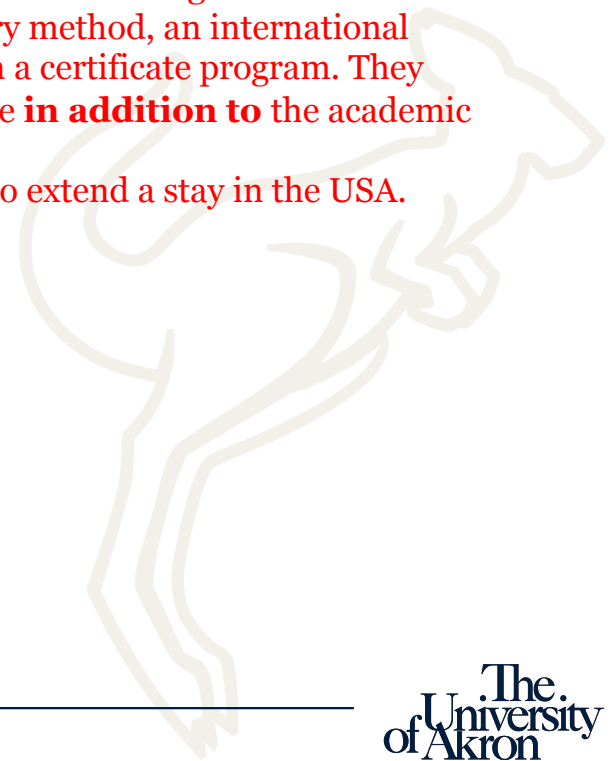 ry method, an international
a certificate program. They
e in addition to the academic
o extend a stay in the USA.
The
University
of Akron